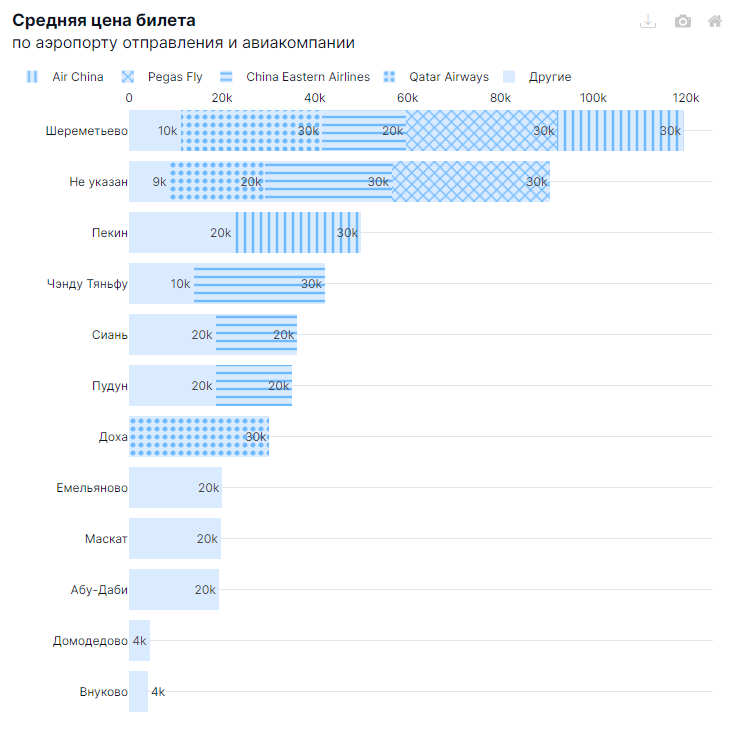 Средняя цена билета
по аэропорту отправления и авиакомпании
Air China Pegas Fly China Eastern Airlines Qatar Airways Другие
0 20k 40k 60k 80k 100k 120k
Шереметьево 10k 30k 20k 30k 30k
Не указан 9k 20k 30k 30k
Пекин 20k 30k
Чэнду Тяньфу 10k 30k
Сиань 20k 20k
Пудун 20k 20k
Доха 30k
Емельяново 20k
Маскат 20k
Абу-Даби 20k
Домодедово 4k
Внуково 4k